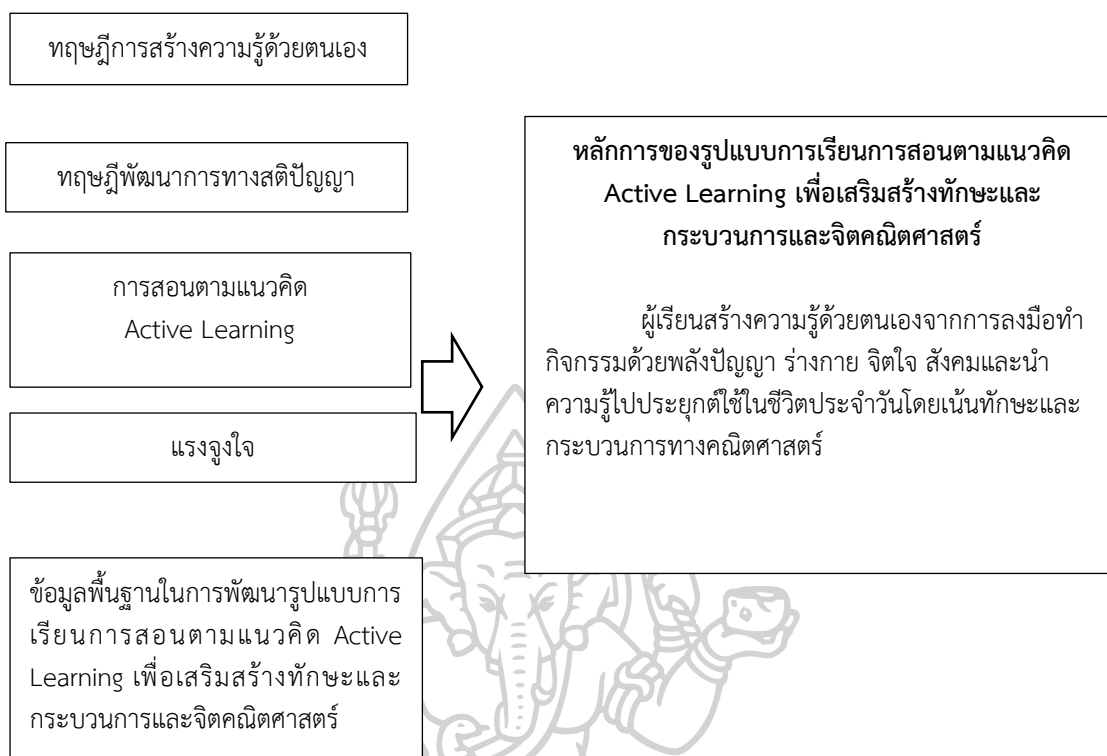 ทฤษฎีการสร้างความรู้ด้วยตนเอง
ทฤษฎีพัฒนาการทางสติปัญญา
การสอนตามแนวคิด
Active Learning
แรงจูงใจ
ข้อมูลพื้นฐานในการพัฒนารูปแบบการ
เรียนการสอนตามแนวคิด Active
Learning เพื่อเสริมสร้างทักษะและ
กระบวนการและจิตคณิตศาสตร์
หลักการของรูปแบบการเรียนการสอนตามแนวคิด
Active Learning เพื่อเสริมสร้างทักษะและ
กระบวนการและจิตคณิตศาสตร์
ผู้เรียนสร้างความรู้ด้วยตนเองจากการลงมือทำ
กิจกรรมด้วยพลังปัญญา ร่างกาย จิตใจ สังคมและนำ
ความรู้ไปประยุกต์ใช้ในชีวิตประจำวันโดยเน้นทักษะและ
กระบวนการทางคณิตศาสตร์